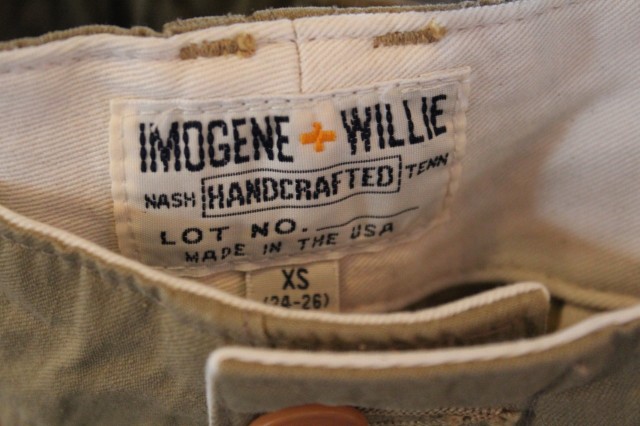 IMOGENE + WILLIE
NASH HANDCRAFTED TENN
LOT NO.
MADE IN THE USA
XS
(24-26)